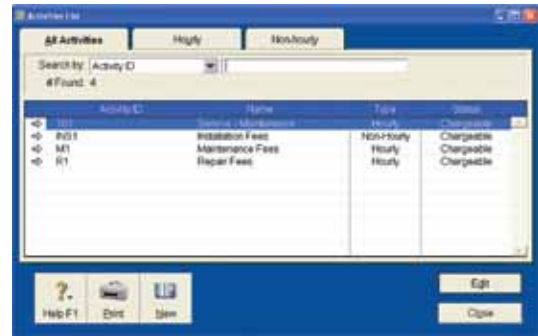 Activities List
All Activities Hourly Non-hourly
Search by: Activity ID
# Found: 4
Activity ID Name Type Status
101 Service - Maintenance Hourly Chargeable
INS1 Installation Fees Non-Hourly Chargeable
M1 Maintenance Fees Hourly Chargeable
R1 Repair Fees Hourly Chargeable
Edit
Help F1 Print New Close